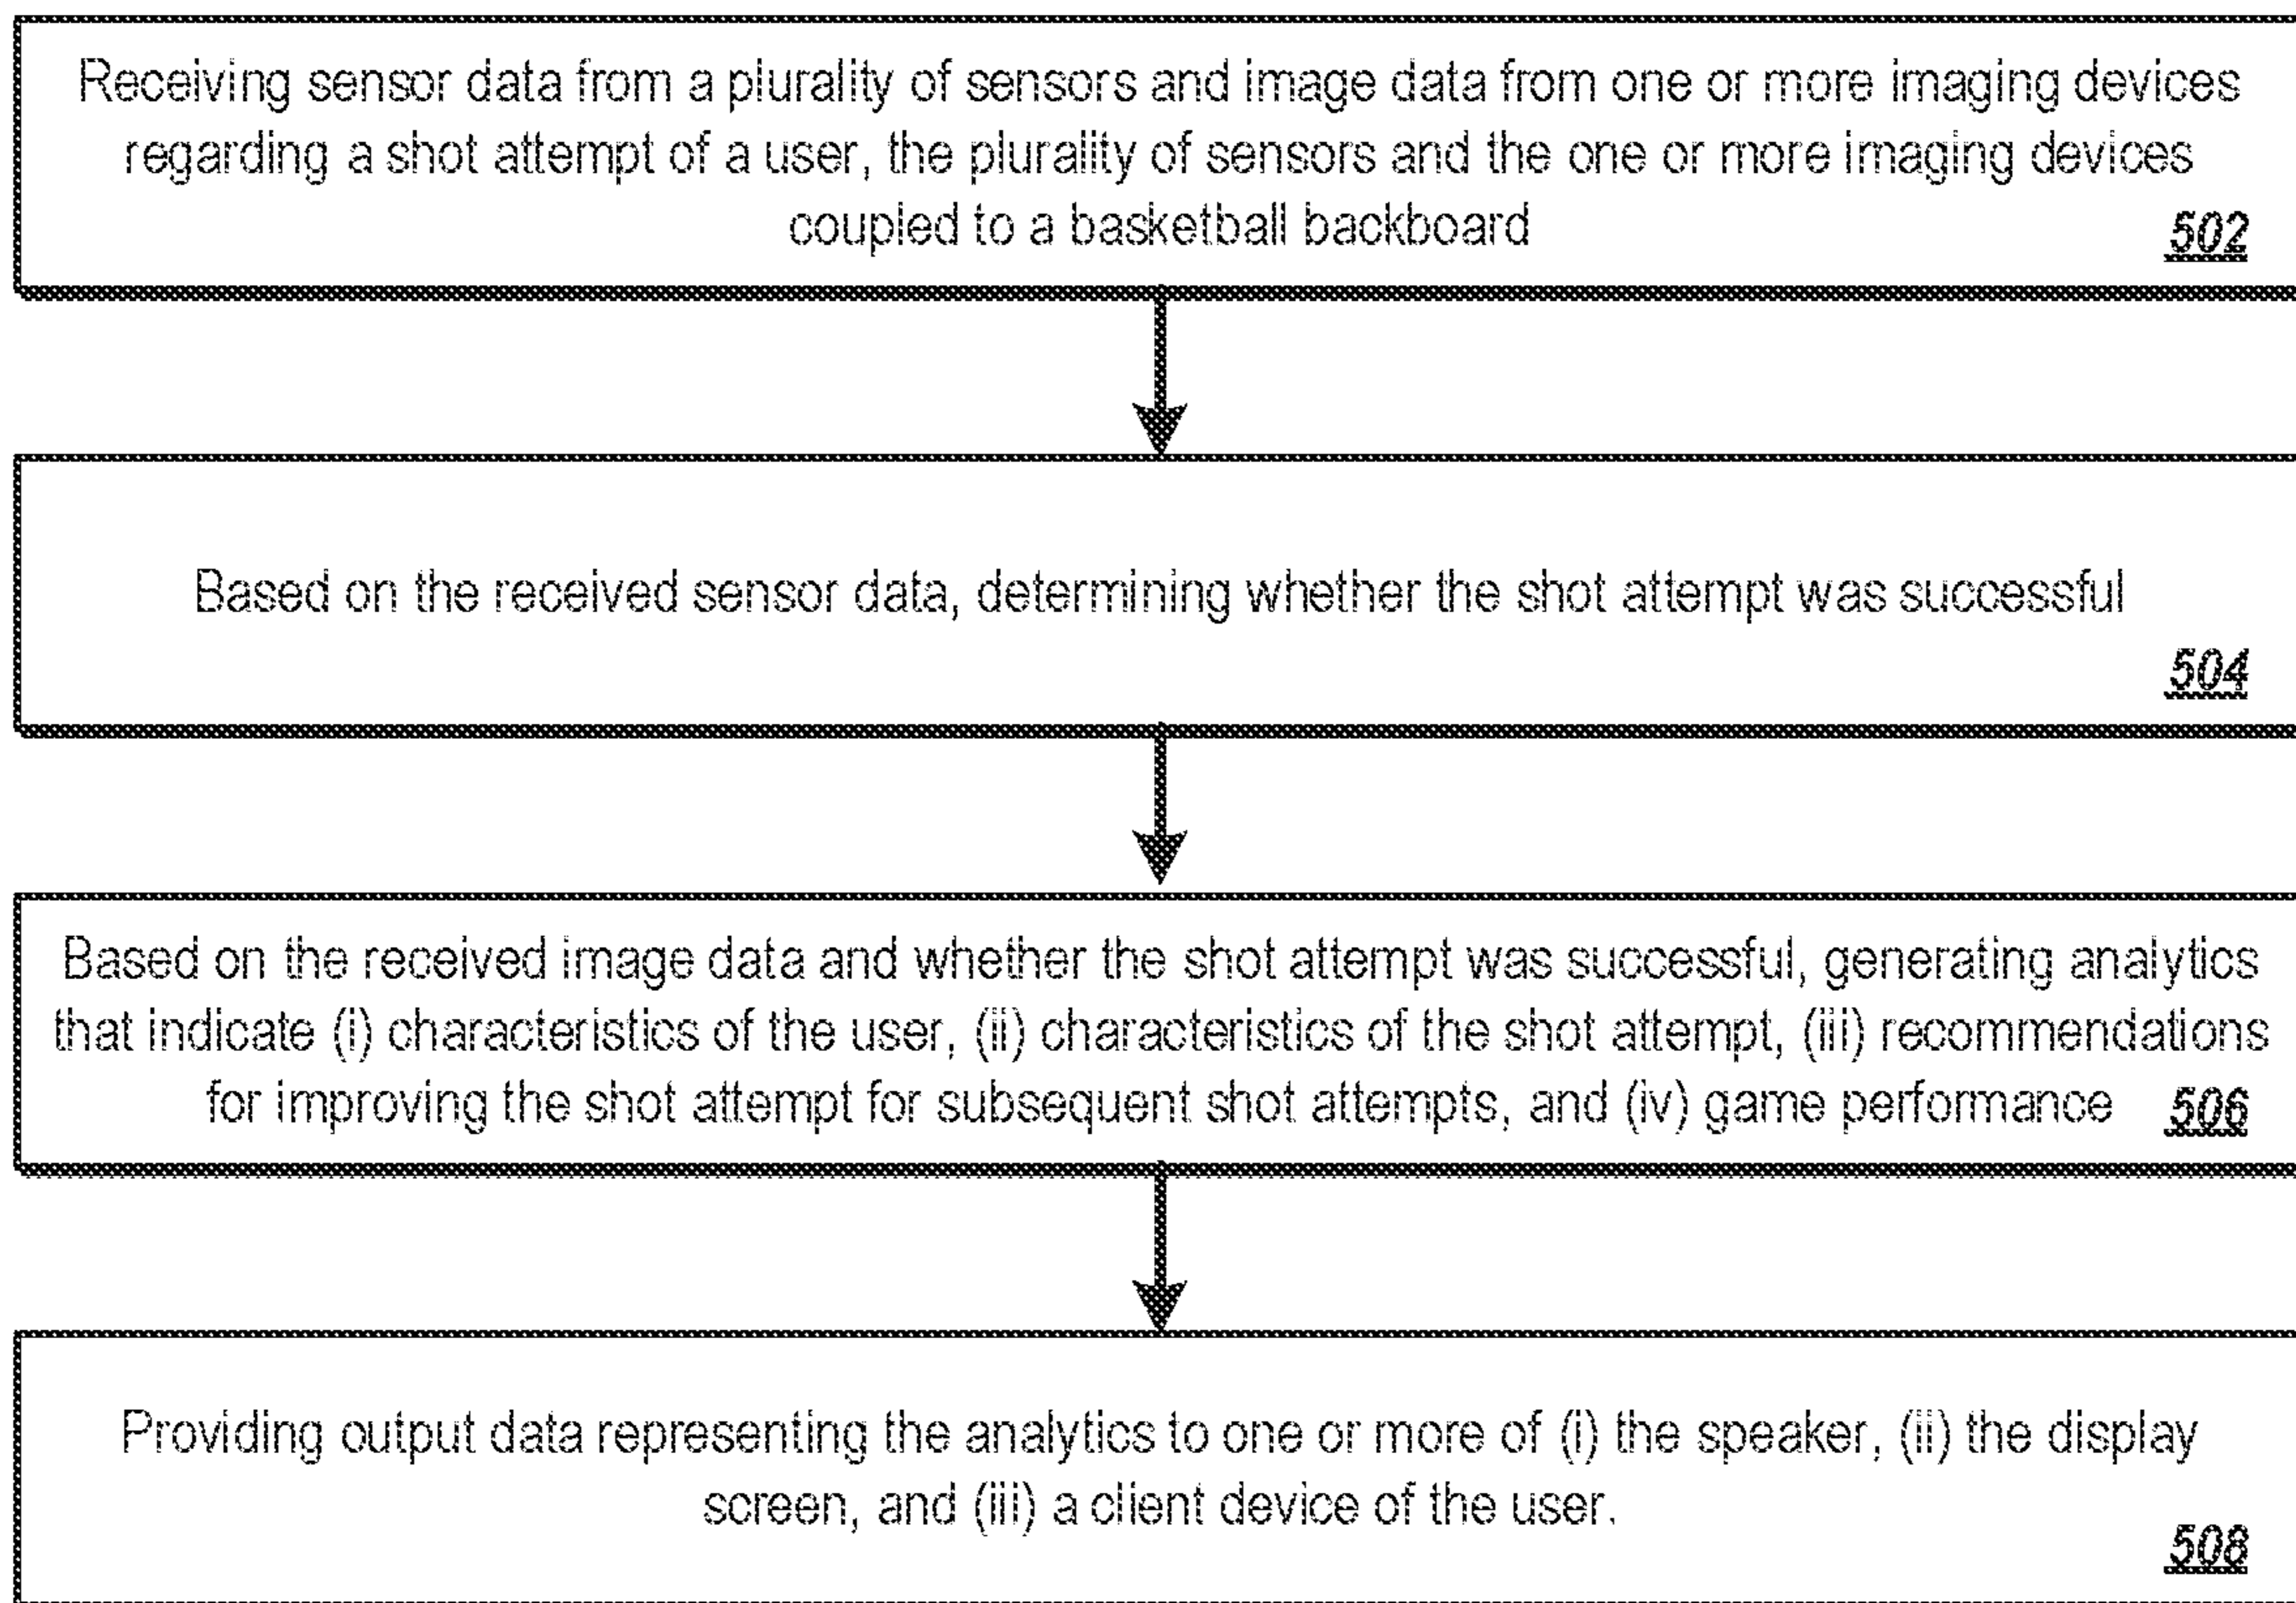 Receiving sensor data from a plurality of sensors and image data from one or more imaging devices
regarding a shot attempt of a user, the plurality of sensors and the one or more imaging devices
coupled to a basketball backboard
502
Based on the received sensor data, determining whether the shot attempt was successful
504
Based on the received image data and whether the shot attempt was successful, generating analytics
that indicate (i) characteristics of the user, (ii) characteristics of the shot attempt, (iii) recommendations
for improving the shot attempt for subsequent shot attempts, and (iv) game performance 506
Providing output data representing the analytics to one or more of (i) the speaker, (ii) the display
screen, and (iii) a client device of the user.
508